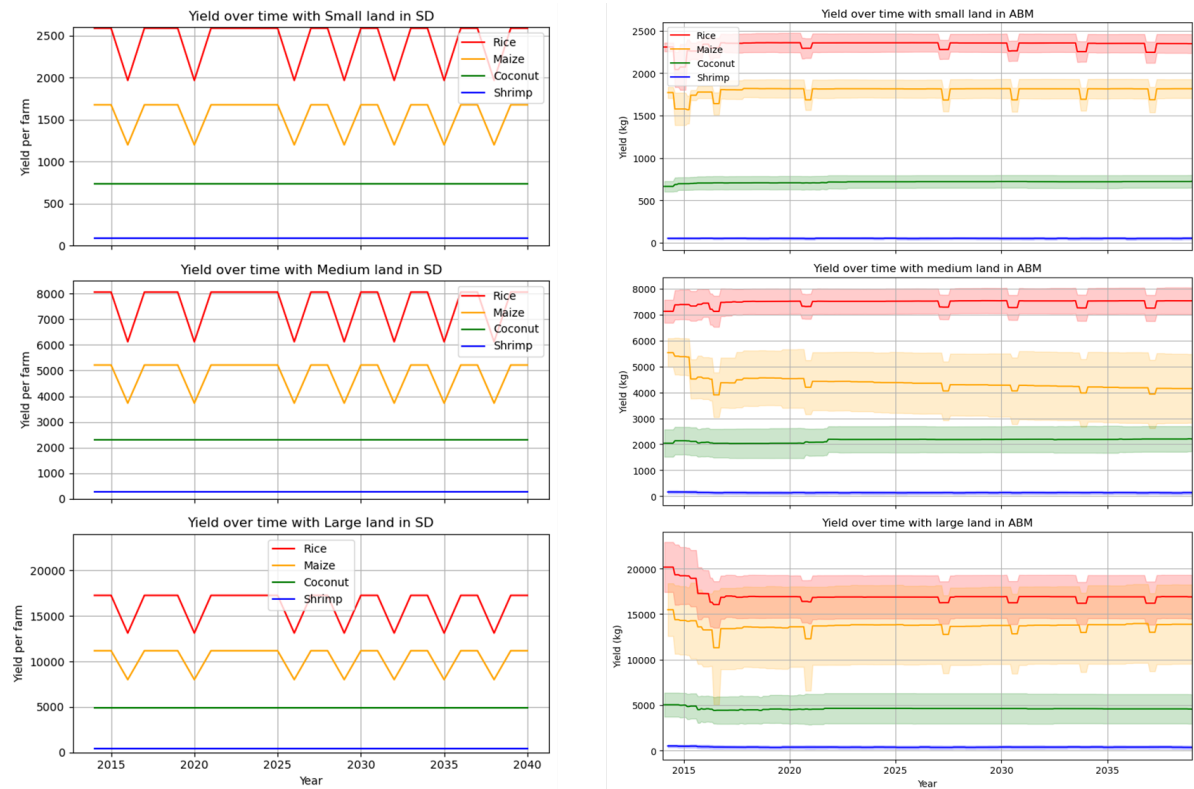 Yield over time with Small land in SD
Yield per farm
2500
2000
1500
1000
500
0
Rice
Maize
Coconut
Shrimp
Yield over time with Medium land in SD
Yield per farm
8000
7000
6000
5000
4000
3000
2000
1000
0
Rice
Maize
Coconut
Shrimp
Yield over time with Large land in SD
Yield per farm
20000
15000
10000
5000
0
Rice
Maize
Coconut
Shrimp
2015 2020 2025 2030 2035 2040
Year
Yield over time with small land in ABM
Yield (kg)
2500
2000
1500
1000
500
0
Rice
Maize
Coconut
Shrimp
Yield over time with medium land in ABM
Yield (kg)
8000
7000
6000
5000
4000
3000
2000
1000
0
Yield over time with large land in ABM
Yield (kg)
20000
15000
10000
5000
0
2015 2020 2025 2030 2035
Year